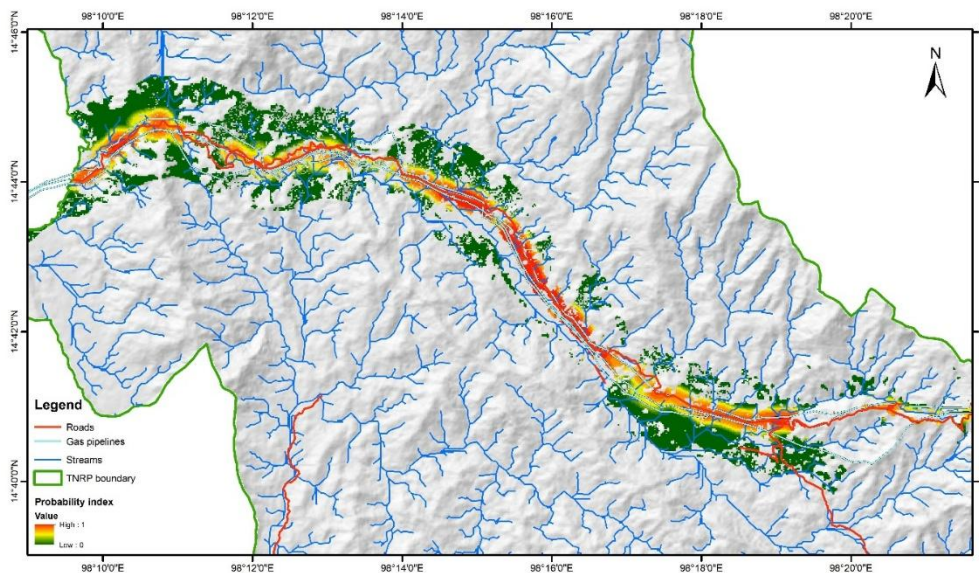 98°10'0"E 98°12'0"E 98°14'0"E 98°16'0"E 98°18'0"E 98°20'0"E
14°46'0"N
N
14°44'0"N
14°42'0"N
14°40'0"N
Legend
Roads
Gas pipelines
Streams
TNRP boundary
Probability index
Value
High : 1
Low : 0
98°10'0"E 98°12'0"E 98°14'0"E 98°16'0"E 98°18'0"E 98°20'0"E